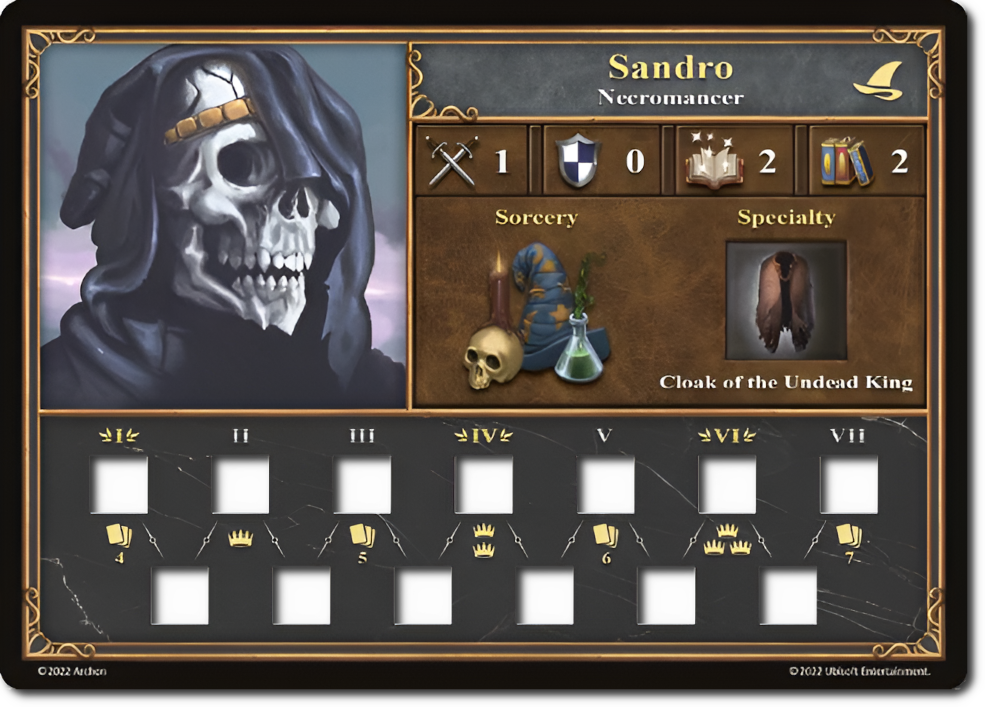 Sandro
Necromancer
1 0 2 2
Sorcery Specialty
Cloak of the Undead King
I II III IV V VI VII
4 5 6 7
©2022 Archon ©2022 Ubisoft Entertainment.